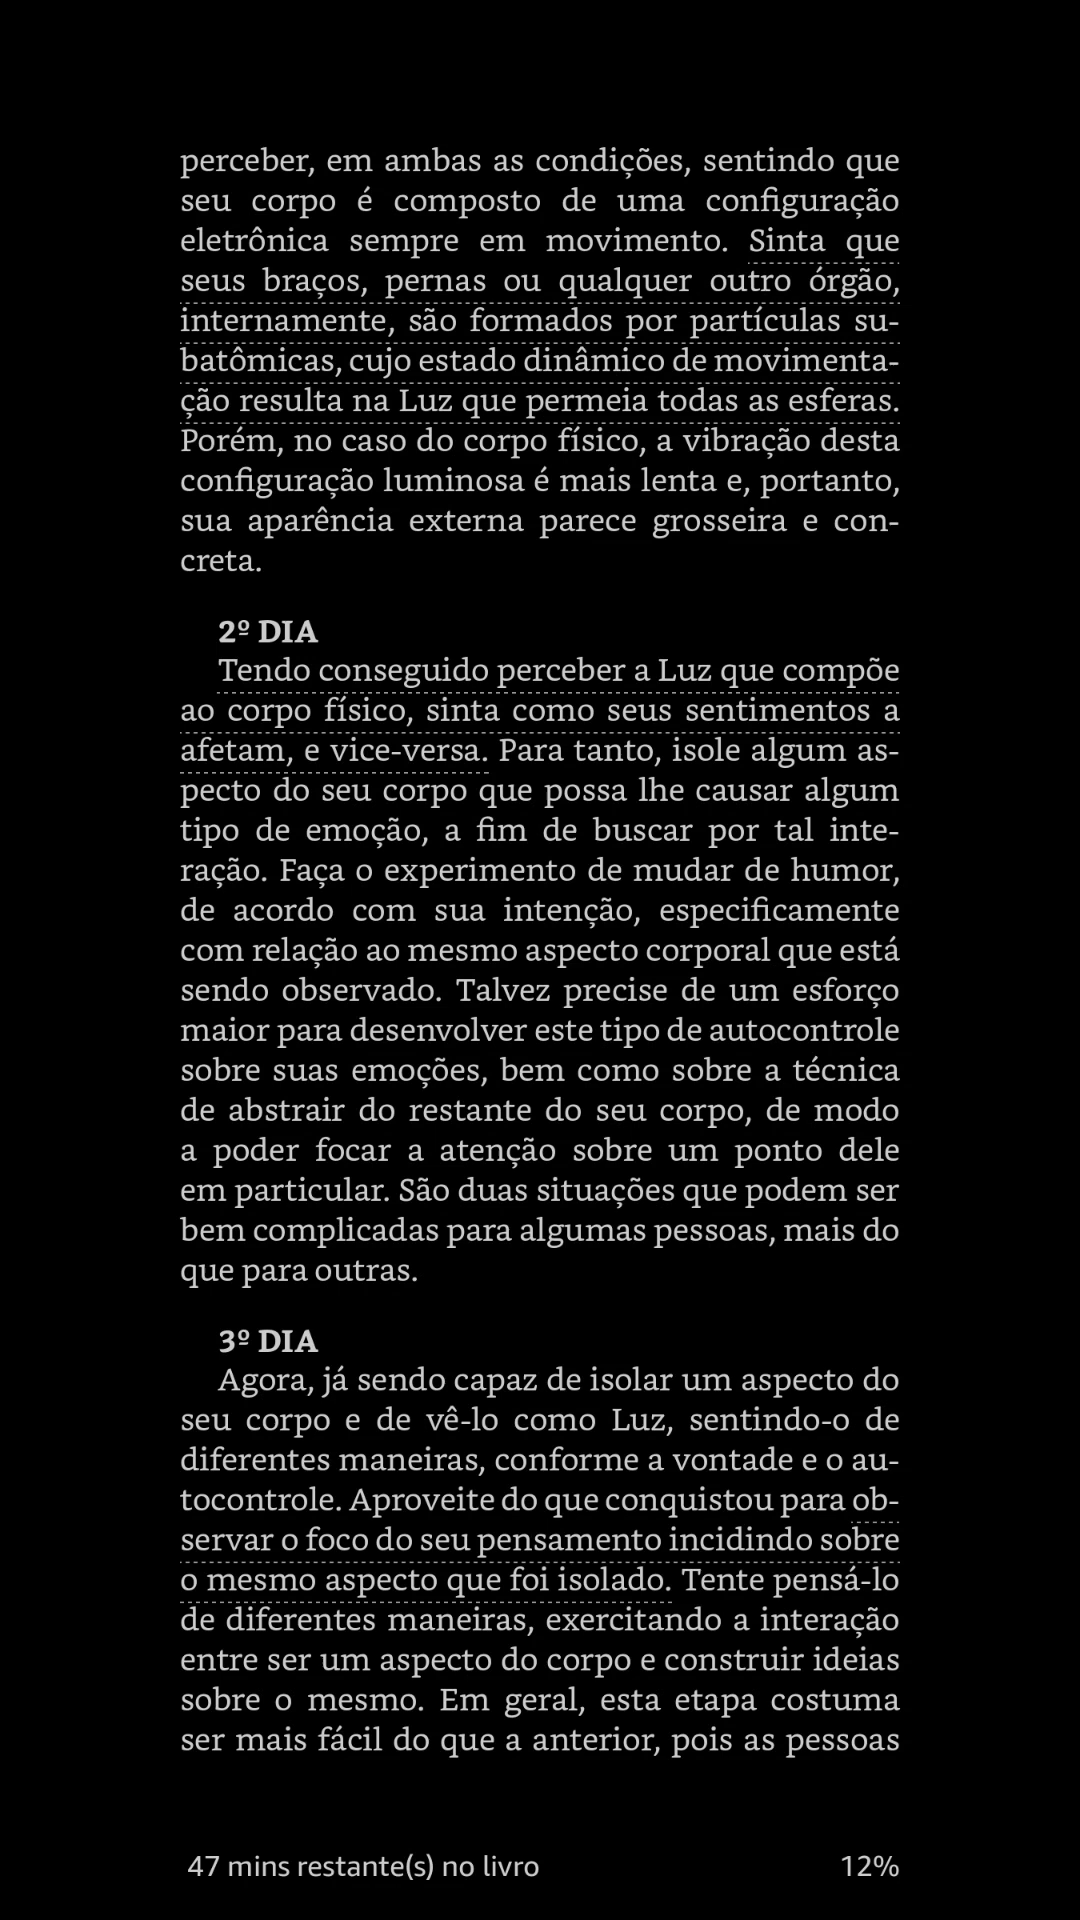 perceber, em ambas as condições, sentindo que
seu corpo é composto de uma configuração
eletrônica sempre em movimento. Sinta que
seus braços, pernas ou qualquer outro órgão,
internamente, são formados por partículas su-
batômicas, cujo estado dinâmico de movimenta-
ção resulta na Luz que permeia todas as esferas.
Porém, no caso do corpo físico, a vibração desta
configuração luminosa é mais lenta e, portanto,
sua aparência externa parece grosseira e con-
creta.
2º DIA
Tendo conseguido perceber a Luz que compõe
ao corpo físico, sinta como seus sentimentos a
afetam, e vice-versa. Para tanto, isole algum as-
pecto do seu corpo que possa lhe causar algum
tipo de emoção, a fim de buscar por tal inte-
ração. Faça o experimento de mudar de humor,
de acordo com sua intenção, especificamente
com relação ao mesmo aspecto corporal que está
sendo observado. Talvez precise de um esforço
maior para desenvolver este tipo de autocontrole
sobre suas emoções, bem como sobre a técnica
de abstrair do restante do seu corpo, de modo
a poder focar a atenção sobre um ponto dele
em particular. São duas situações que podem ser
bem complicadas para algumas pessoas, mais do
que para outras.
3º DIA
Agora, já sendo capaz de isolar um aspecto do
seu corpo e de vê-lo como Luz, sentindo-o de
diferentes maneiras, conforme a vontade e o au-
tocontrole. Aproveite do que conquistou para ob-
servar o foco do seu pensamento incidindo sobre
o mesmo aspecto que foi isolado. Tente pensá-lo
de diferentes maneiras, exercitando a interação
entre ser um aspecto do corpo e construir ideias
sobre o mesmo. Em geral, esta etapa costuma
ser mais fácil do que a anterior, pois as pessoas
47 mins restante(s) no livro
12%